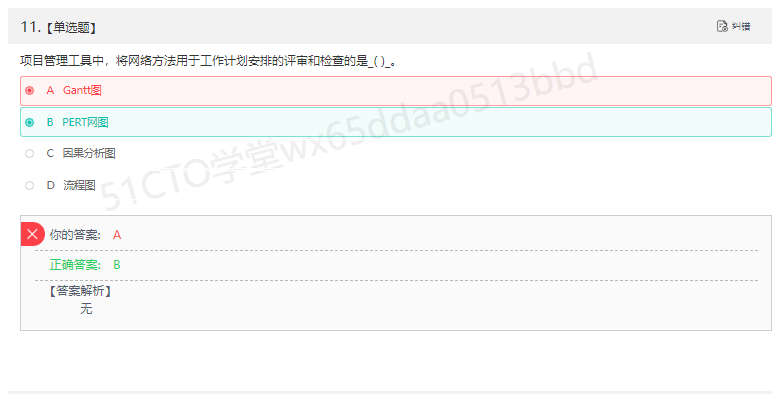 11.【单选题】
纠错
项目管理工具中，将网络方法用于工作计划安排的评审和检查的是_( )_。
A Gantt图
B PERT网图
C 因果分析图
D 流程图
51CTO学堂wx65ddaa0513bbd
你的答案: A
正确答案: B
【答案解析】
无